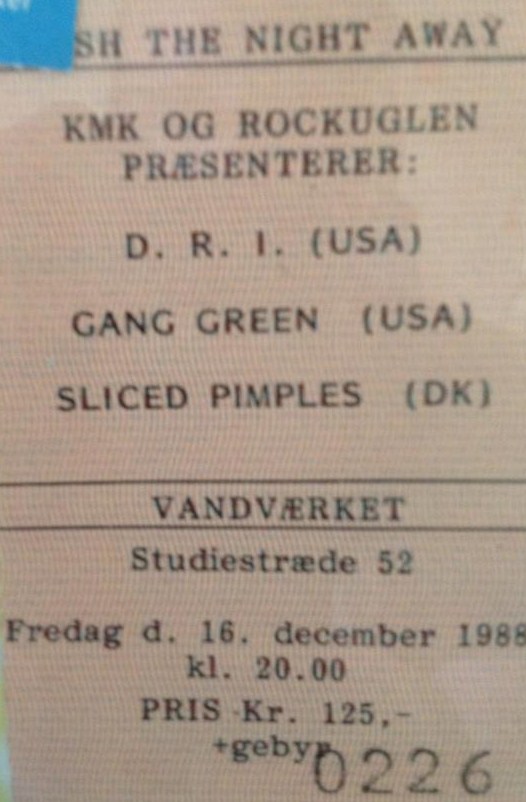 SH THE NIGHT AWAY
KMK OG ROCKUGLEN
PRÆSENTERER:
D. R. I. (USA)
GANG GREEN (USA)
SLICED PIMPLES (DK)
VANDVÆRKET
Studiestræde 52
Fredag d. 16. december 1988
kl. 20.00
PRIS Kr. 125,-
+gebyr
0226